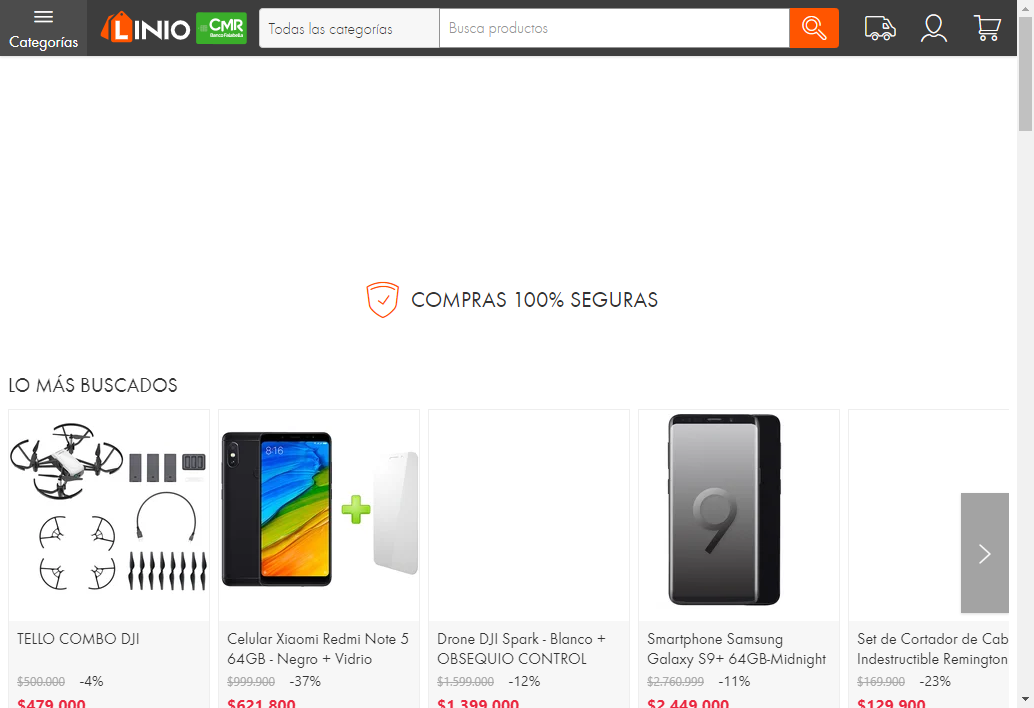 Categorías
LINIO
CMR
Banco Falabella
Todas las categorías
Busca productos
COMPRAS 100% SEGURAS
LO MÁS BUSCADOS
8:16
9
TELLO COMBO DJI
$500.000 -4%
$479.000
Celular Xiaomi Redmi Note 5
64GB - Negro + Vidrio
$999.900 -37%
$621.800
Drone DJI Spark - Blanco +
OBSEQUIO CONTROL
$1.599.000 -12%
$1.399.000
Smartphone Samsung
Galaxy S9+ 64GB-Midnight
$2.760.999 -11%
$2.449.000
Set de Cortador de Cab
Indestructible Remington
$169.900 -23%
$129.900